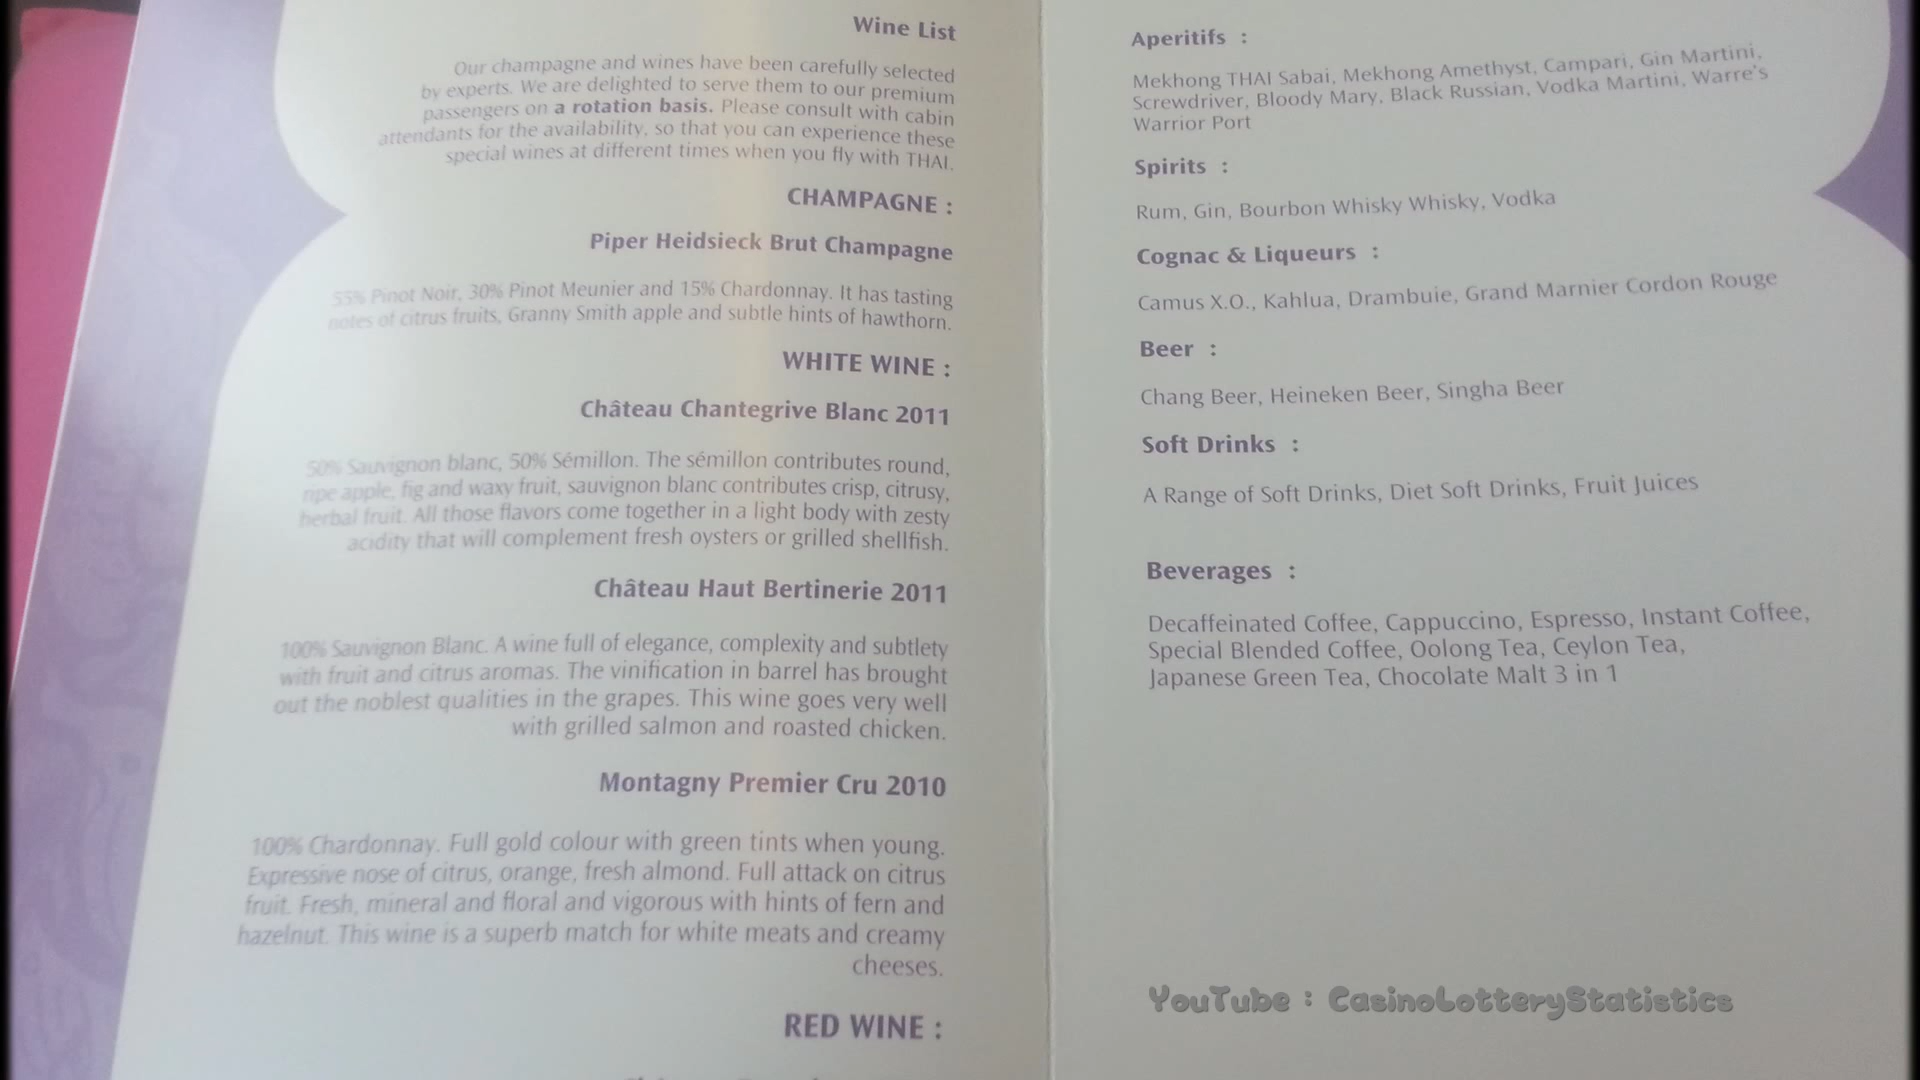 Wine List
Our champagne and wines have been carefully selected
by experts. We are delighted to serve them to our premium
passengers on a rotation basis. Please consult with cabin
attendants for the availability, so that you can experience these
special wines at different times when you fly with THAI.
CHAMPAGNE :
Piper Heidsieck Brut Champagne
55% Pinot Noir, 30% Pinot Meunier and 15% Chardonnay. It has tasting
notes of citrus fruits, Granny Smith apple and subtle hints of hawthorn.
WHITE WINE :
Château Chantegrive Blanc 2011
50% Sauvignon blanc, 50% Sémillon. The sémillon contributes round,
ripe apple, fig and waxy fruit, sauvignon blanc contributes crisp, citrusy,
herbal fruit. All those flavors come together in a light body with zesty
acidity that will complement fresh oysters or grilled shellfish.
Château Haut Bertinerie 2011
100% Sauvignon Blanc. A wine full of elegance, complexity and subtlety
with fruit and citrus aromas. The vinification in barrel has brought
out the noblest qualities in the grapes. This wine goes very well
with grilled salmon and roasted chicken.
Montagny Premier Cru 2010
100% Chardonnay. Full gold colour with green tints when young.
Expressive nose of citrus, orange, fresh almond. Full attack on citrus
fruit. Fresh, mineral and floral and vigorous with hints of fern and
hazelnut. This wine is a superb match for white meats and creamy
cheeses.
RED WINE :
Aperitifs :
Mekhong THAI Sabai, Mekhong Amethyst, Campari, Gin Martini,
Screwdriver, Bloody Mary, Black Russian, Vodka Martini, Warre's
Warrior Port
Spirits :
Rum, Gin, Bourbon Whisky Whisky, Vodka
Cognac & Liqueurs :
Camus X.O., Kahlua, Drambuie, Grand Marnier Cordon Rouge
Beer :
Chang Beer, Heineken Beer, Singha Beer
Soft Drinks :
A Range of Soft Drinks, Diet Soft Drinks, Fruit Juices
Beverages :
Decaffeinated Coffee, Cappuccino, Espresso, Instant Coffee,
Special Blended Coffee, Oolong Tea, Ceylon Tea,
Japanese Green Tea, Chocolate Malt 3 in 1
YouTube : CasinoLotteryStatistics